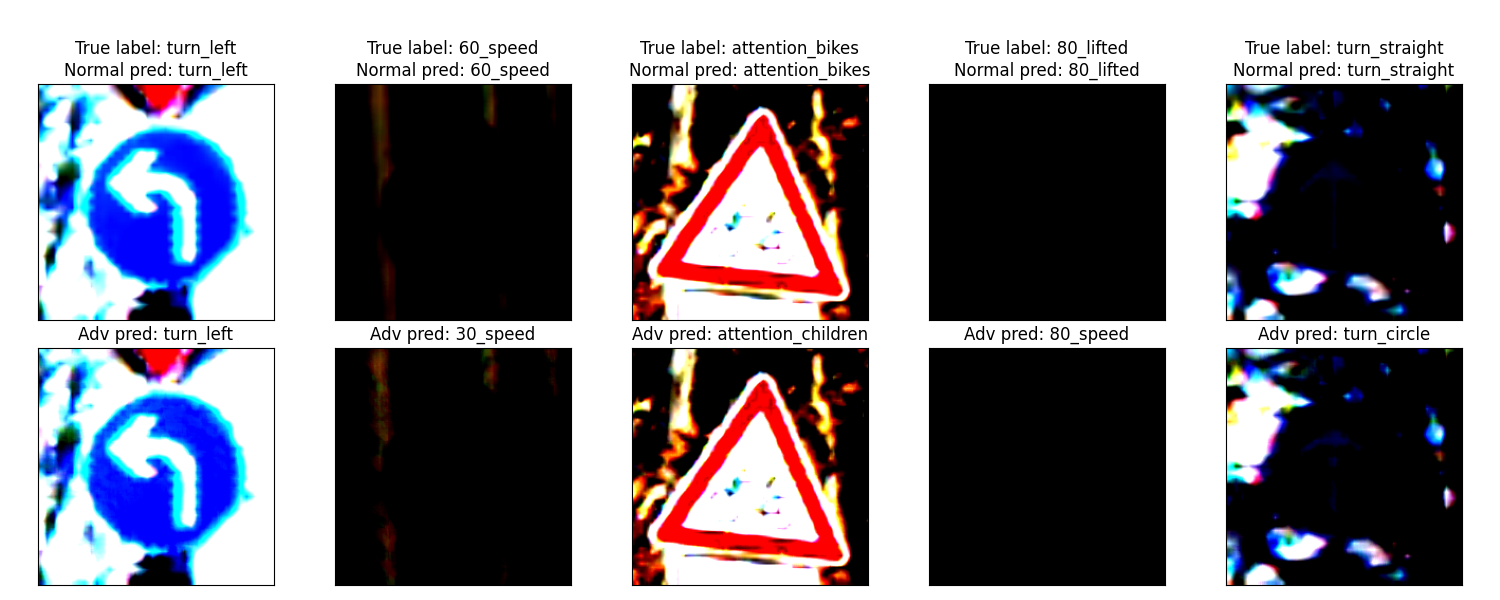 True label: turn_left
Normal pred: turn_left
True label: 60_speed
Normal pred: 60_speed
True label: attention_bikes
Normal pred: attention_bikes
True label: 80_lifted
Normal pred: 80_lifted
True label: turn_straight
Normal pred: turn_straight
Adv pred: turn_left
Adv pred: 30_speed
Adv pred: attention_children
Adv pred: 80_speed
Adv pred: turn_circle